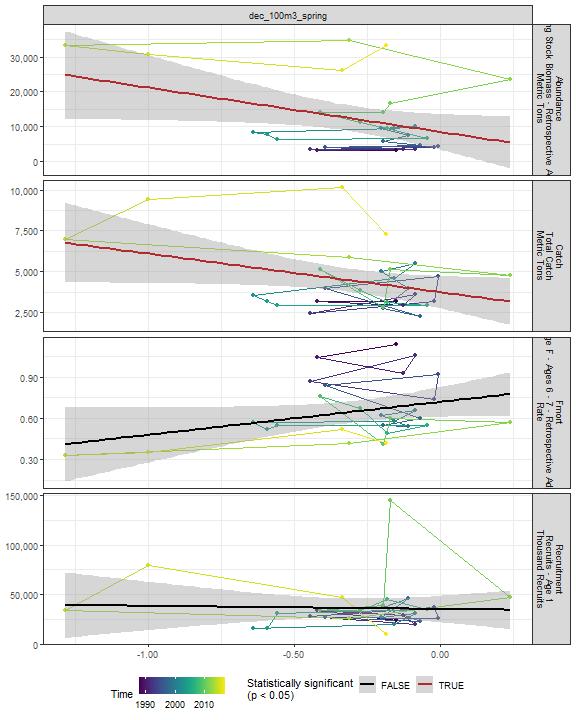 dec_100m3_spring
30,000
20,000
10,000
0
Abundance
Stock Biomass - Retrospective
Metric Tons
10,000
7,500
5,000
2,500
Catch
Total Catch
Metric Tons
0.90
0.60
0.30
Fmort
F - Ages 6 - 7 - Retrospective
Rate
150,000
100,000
50,000
0
Recruitment
Recruits - Age 1
Thousand Recruits
-1.00
-0.50
0.00
Time
1990 2000 2010
Statistically significant
(p < 0.05)
FALSE
TRUE